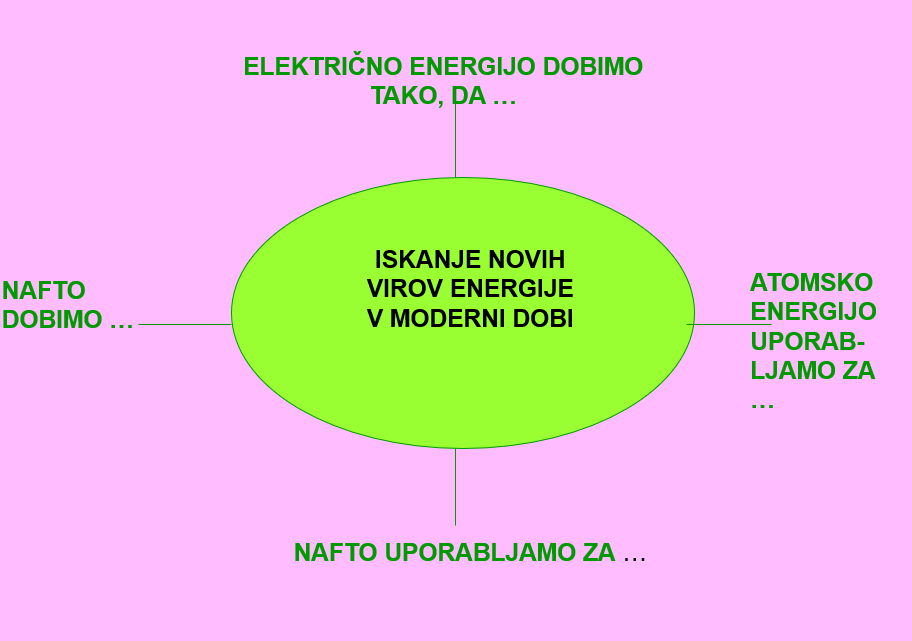 ELEKTRIČNO ENERGIJO DOBIMO
TAKO, DA …
ISKANJE NOVIH
VIROV ENERGIJE
V MODERNI DOBI
NAFTO
DOBIMO …
ATOMSKO
ENERGIJO
UPORAB-
LJAMO ZA
…
NAFTO UPORABLJAMO ZA …